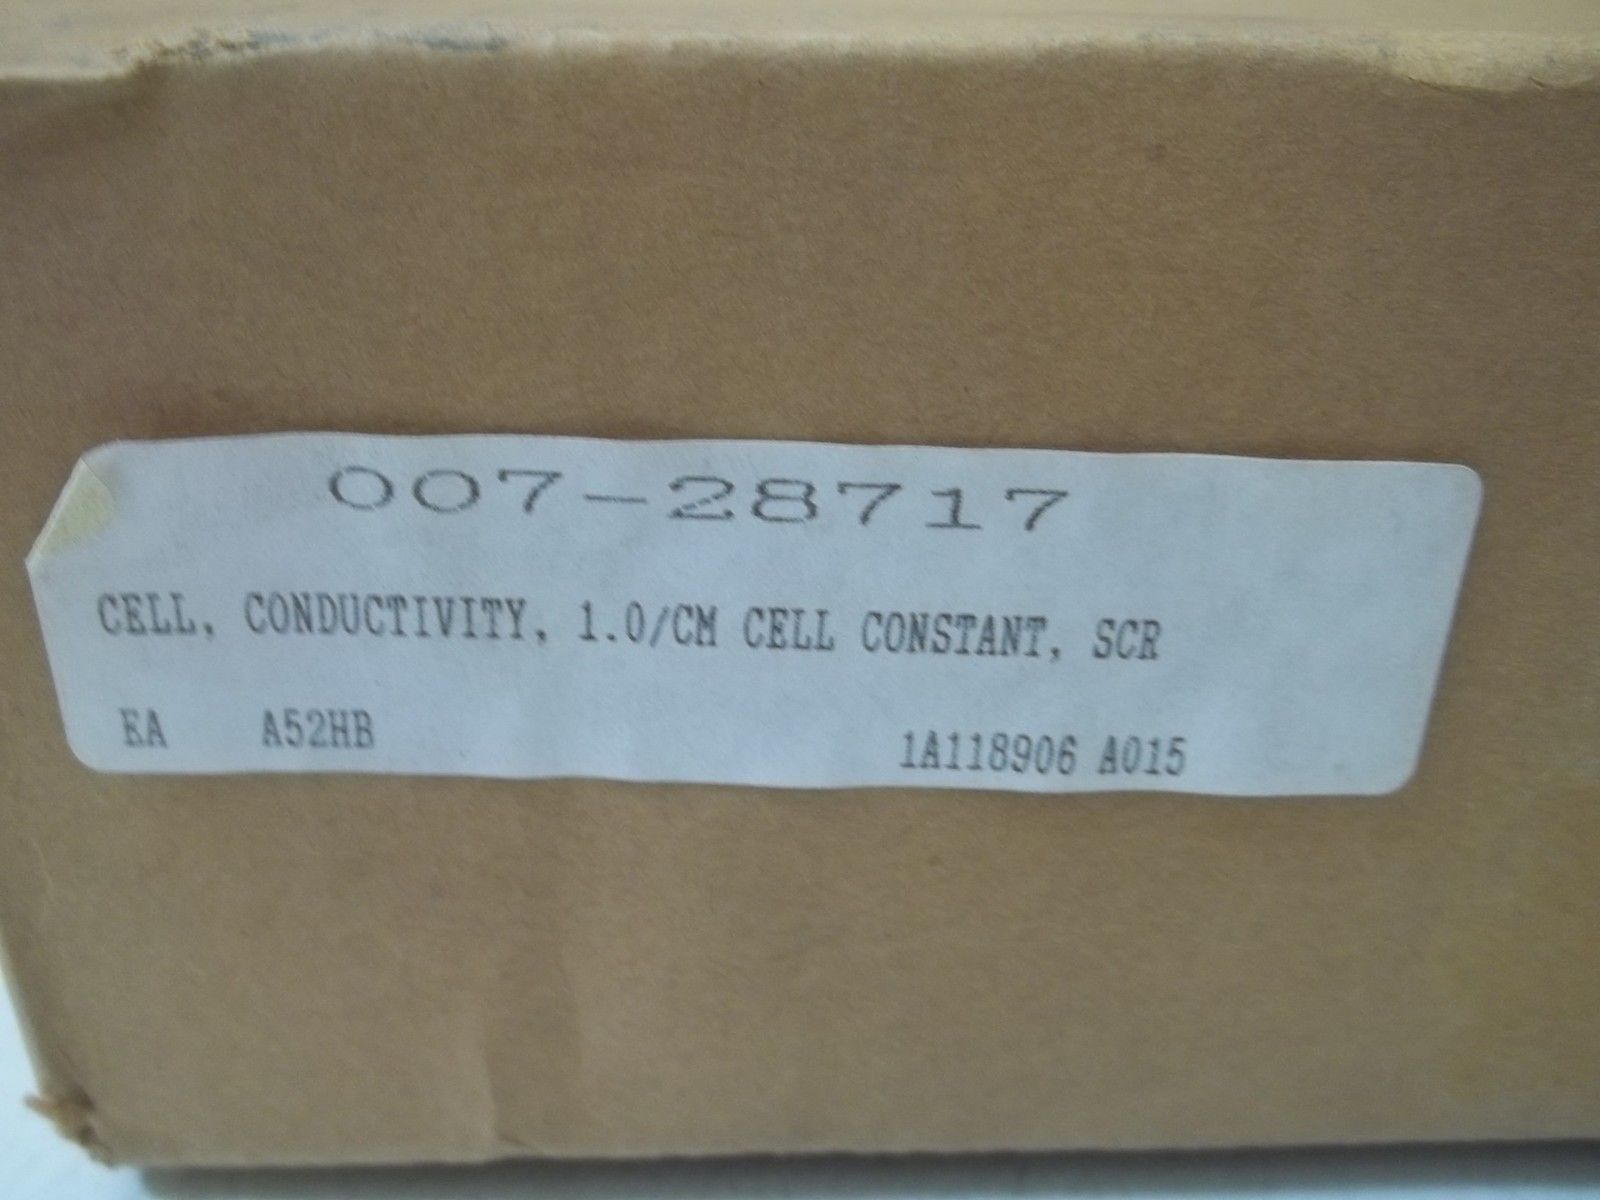 007-28717
CELL, CONDUCTIVITY, 1.0/CM CELL CONSTANT, SCR
EA A52HB 1A118906 A015